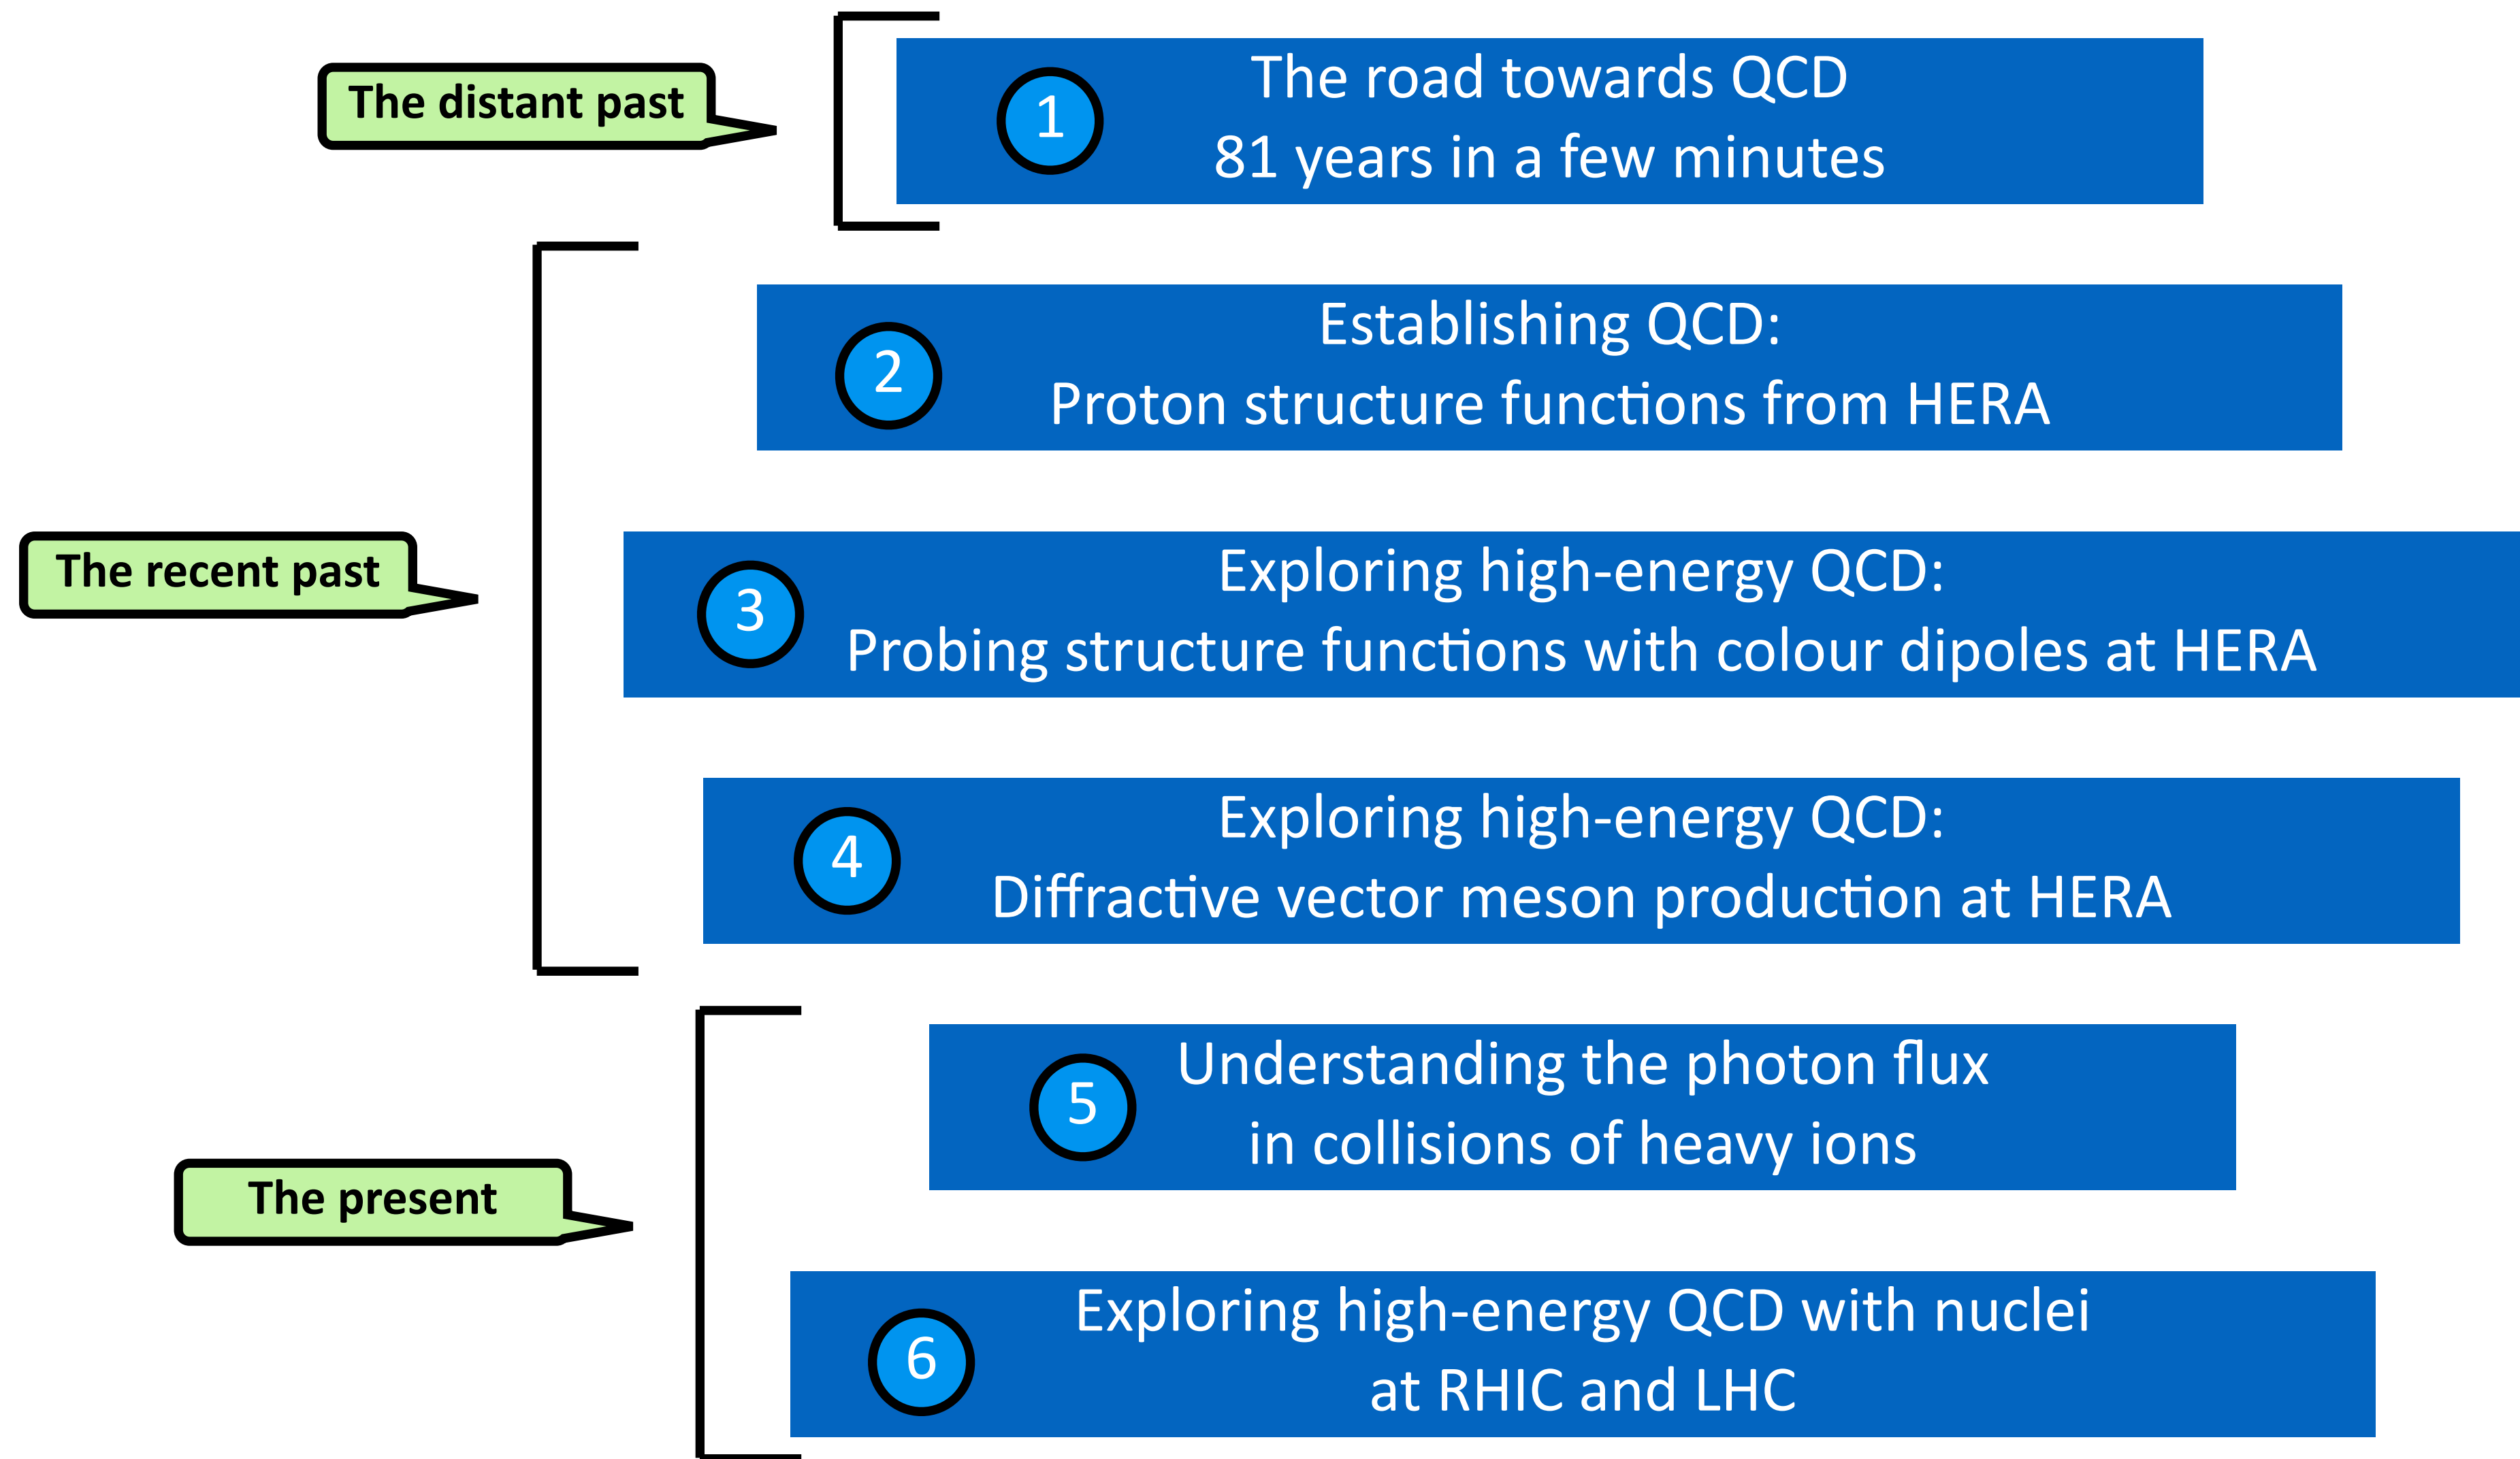 The distant past
1
The road towards QCD
81 years in a few minutes
2
Establishing QCD:
Proton structure functions from HERA
The recent past
3
Exploring high-energy QCD:
Probing structure functions with colour dipoles at HERA
4
Exploring high-energy QCD:
Diffractive vector meson production at HERA
The present
5
Understanding the photon flux
in collisions of heavy ions
6
Exploring high-energy QCD with nuclei
at RHIC and LHC